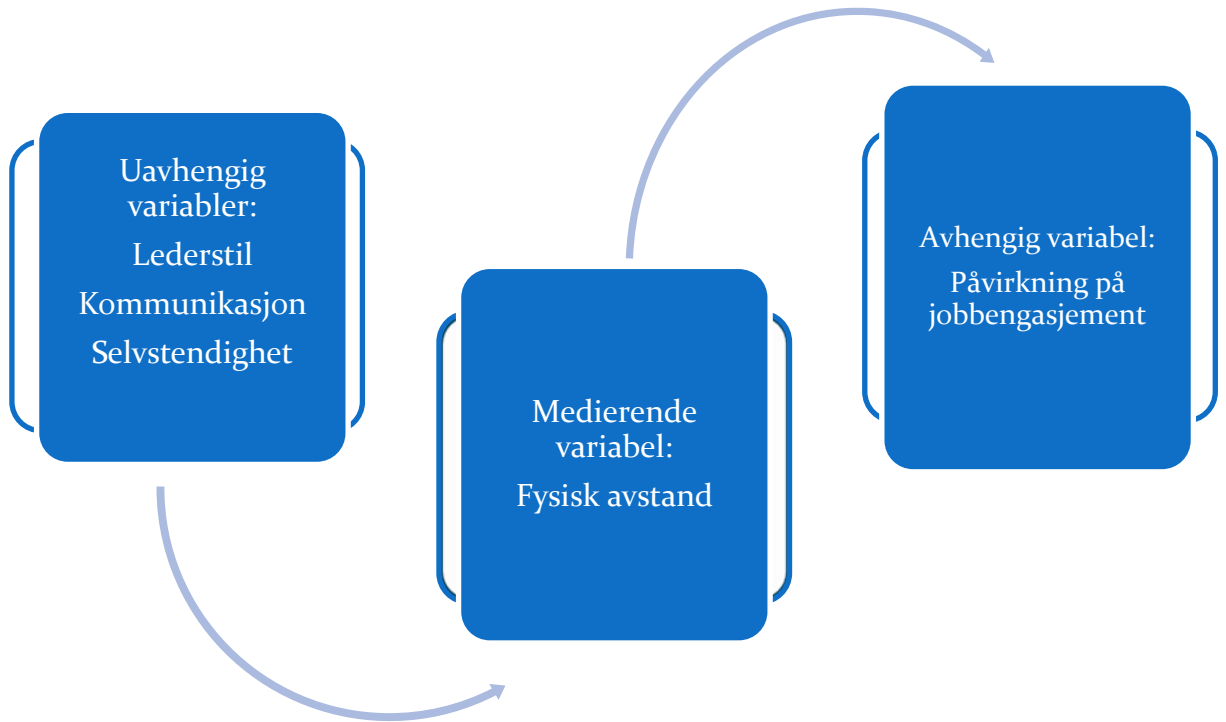 Uavhengig
variabler:
Lederstil
Kommunikasjon
Selvstendighet
Medierende
variabel:
Fysisk avstand
Avhengig variabel:
Påvirkning på
jobbengasjement